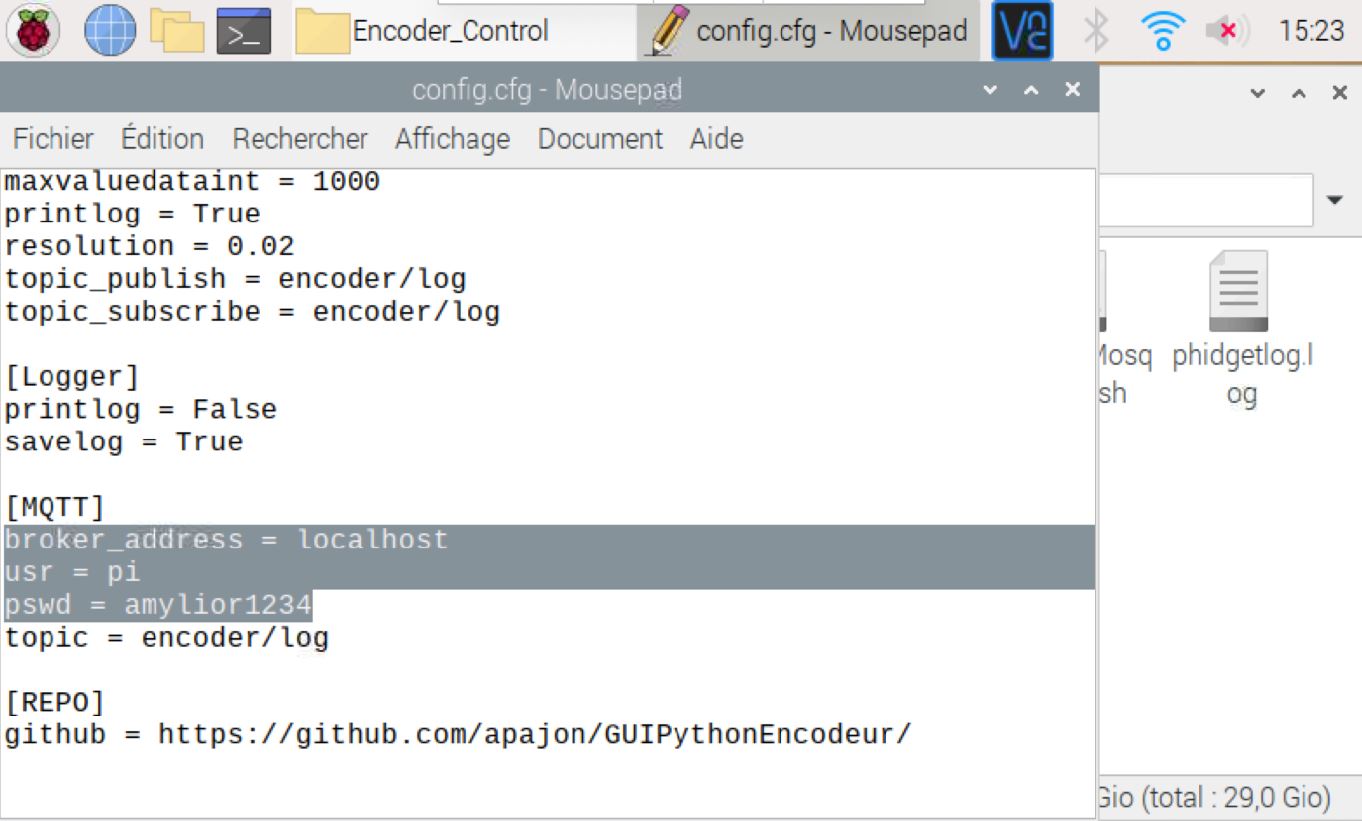 Encoder_Control
config.cfg - Mousepad
15:23
config.cfg - Mousepad
Fichier Édition Rechercher Affichage Document Aide
maxvaluedataint = 1000
printlog = True
resolution = 0.02
topic_publish = encoder/log
topic_subscribe = encoder/log
[Logger]
printlog = False
savelog = True
[MQTT]
broker_address = localhost
usr = pi
pswd = amylior1234
topic = encoder/log
[REPO]
github = https://github.com/apajon/GUIPythonEncodeur/
Mosq
sh
phidgetlog.l
og
Gio (total : 29,0 Gio)